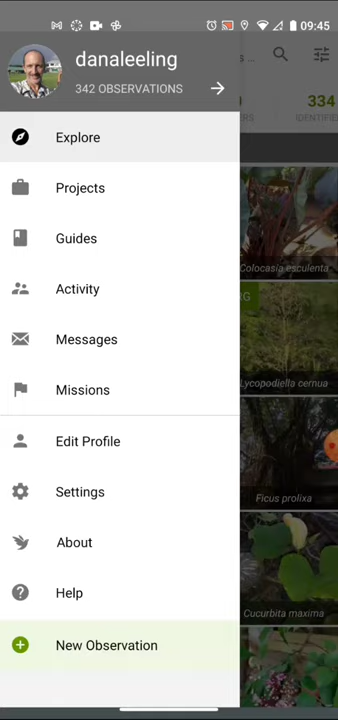 09:45
danaleeling
342 OBSERVATIONS
334
IDENTIFIE
Explore
Projects
Guides
Activity
Messages
Missions
Edit Profile
Settings
About
Help
New Observation
Colocasia esculenta
Lycopodiella cernua
Ficus prolixa
Cucurbita maxima